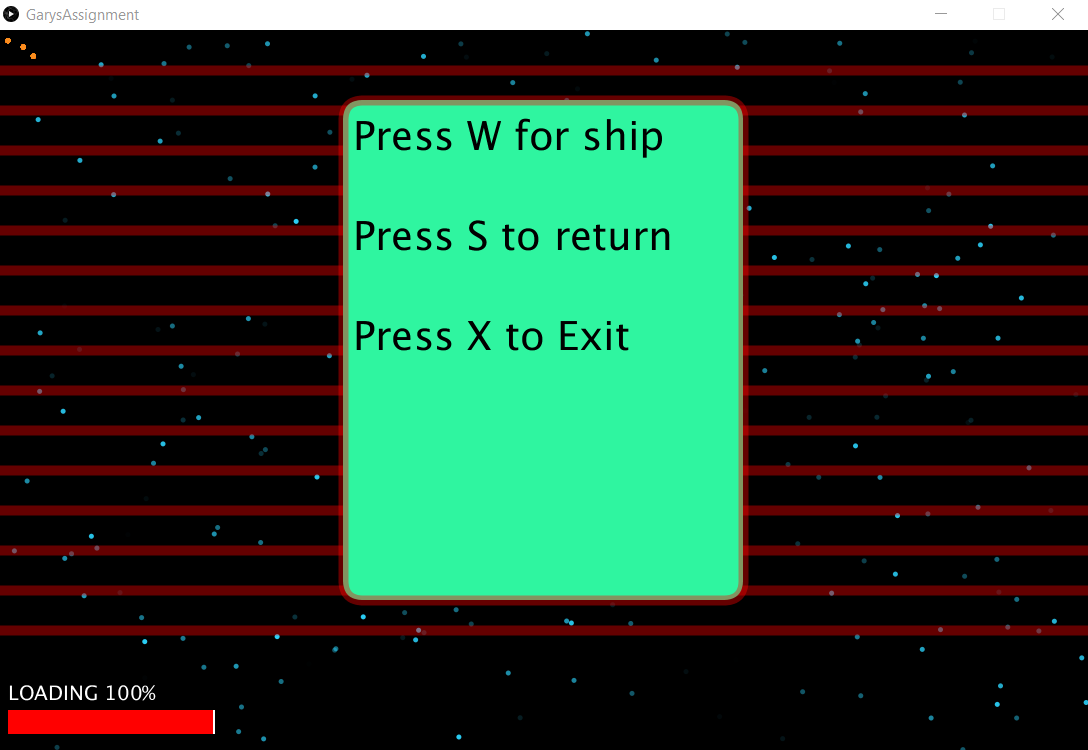 GarysAssignment
Press W for ship
Press S to return
Press X to Exit
LOADING 100%